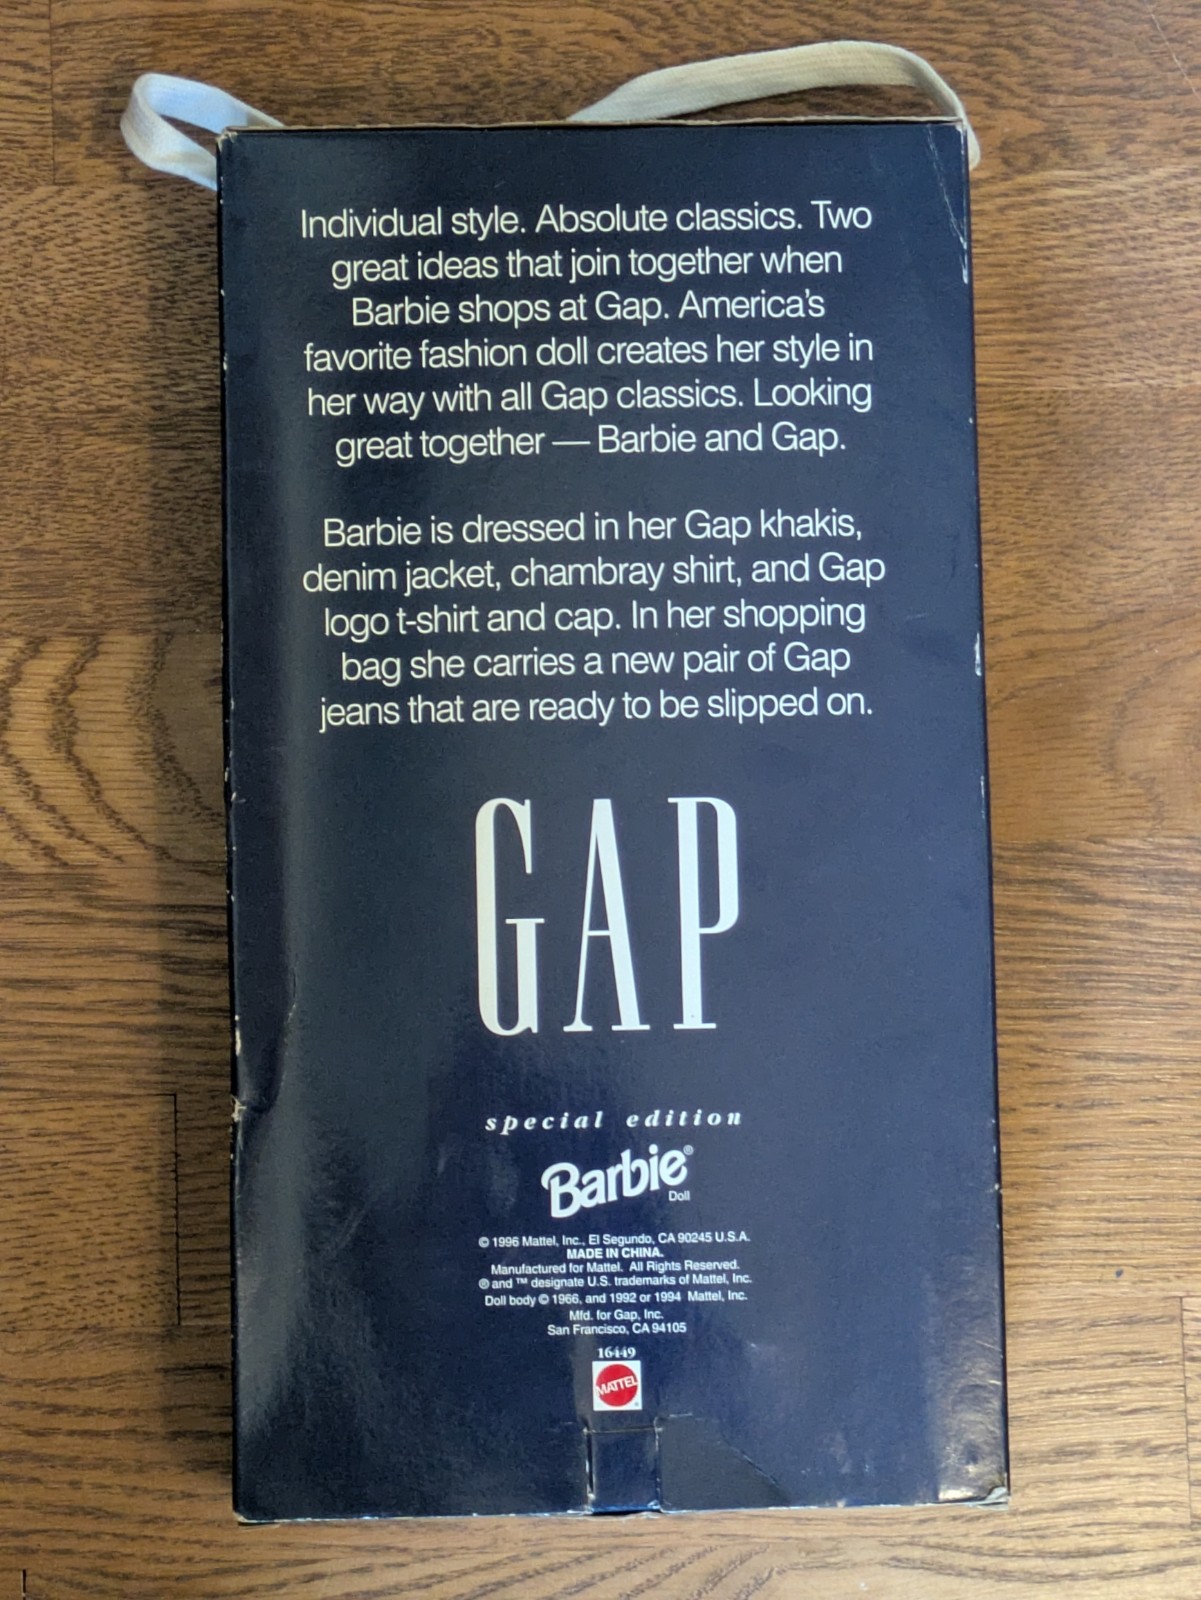 Individual style. Absolute classics. Two
great ideas that join together when
Barbie shops at Gap. America's
favorite fashion doll creates her style in
her way with all Gap classics. Looking
great together — Barbie and Gap.
Barbie is dressed in her Gap khakis,
denim jacket, chambray shirt, and Gap
logo t-shirt and cap. In her shopping
bag she carries a new pair of Gap
jeans that are ready to be slipped on.
GAP
special edition
Barbie®
Doll
© 1996 Mattel, Inc., El Segundo, CA 90245 U.S.A.
MADE IN CHINA.
Manufactured for Mattel. All Rights Reserved.
® and ™ designate U.S. trademarks of Mattel, Inc.
Doll body © 1966, and 1992 or 1994 Mattel, Inc.
Mfd. for Gap, Inc.
San Francisco, CA 94105
16449
MATTEL